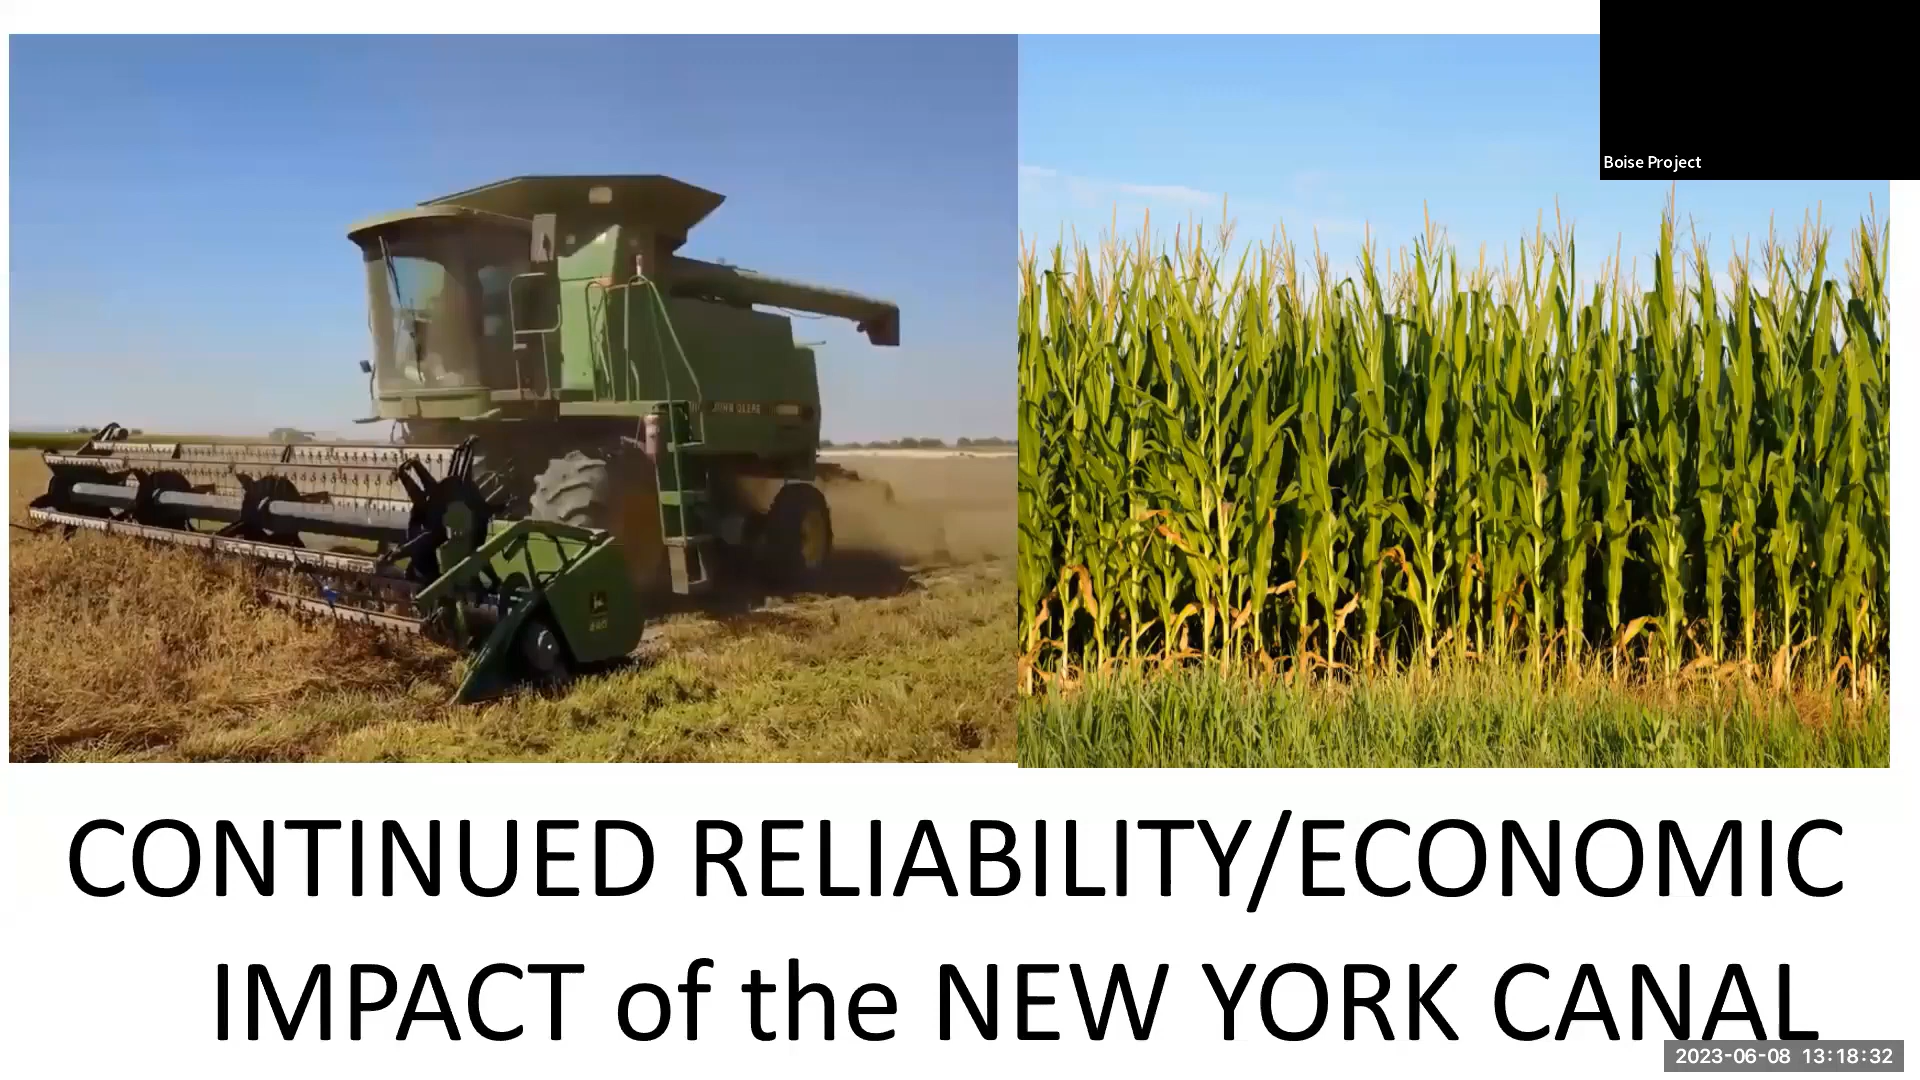 Boise Project
JOHN DEERE
CONTINUED RELIABILITY/ECONOMIC
IMPACT of the NEW YORK CANAL
2023-06-08 13:18:32